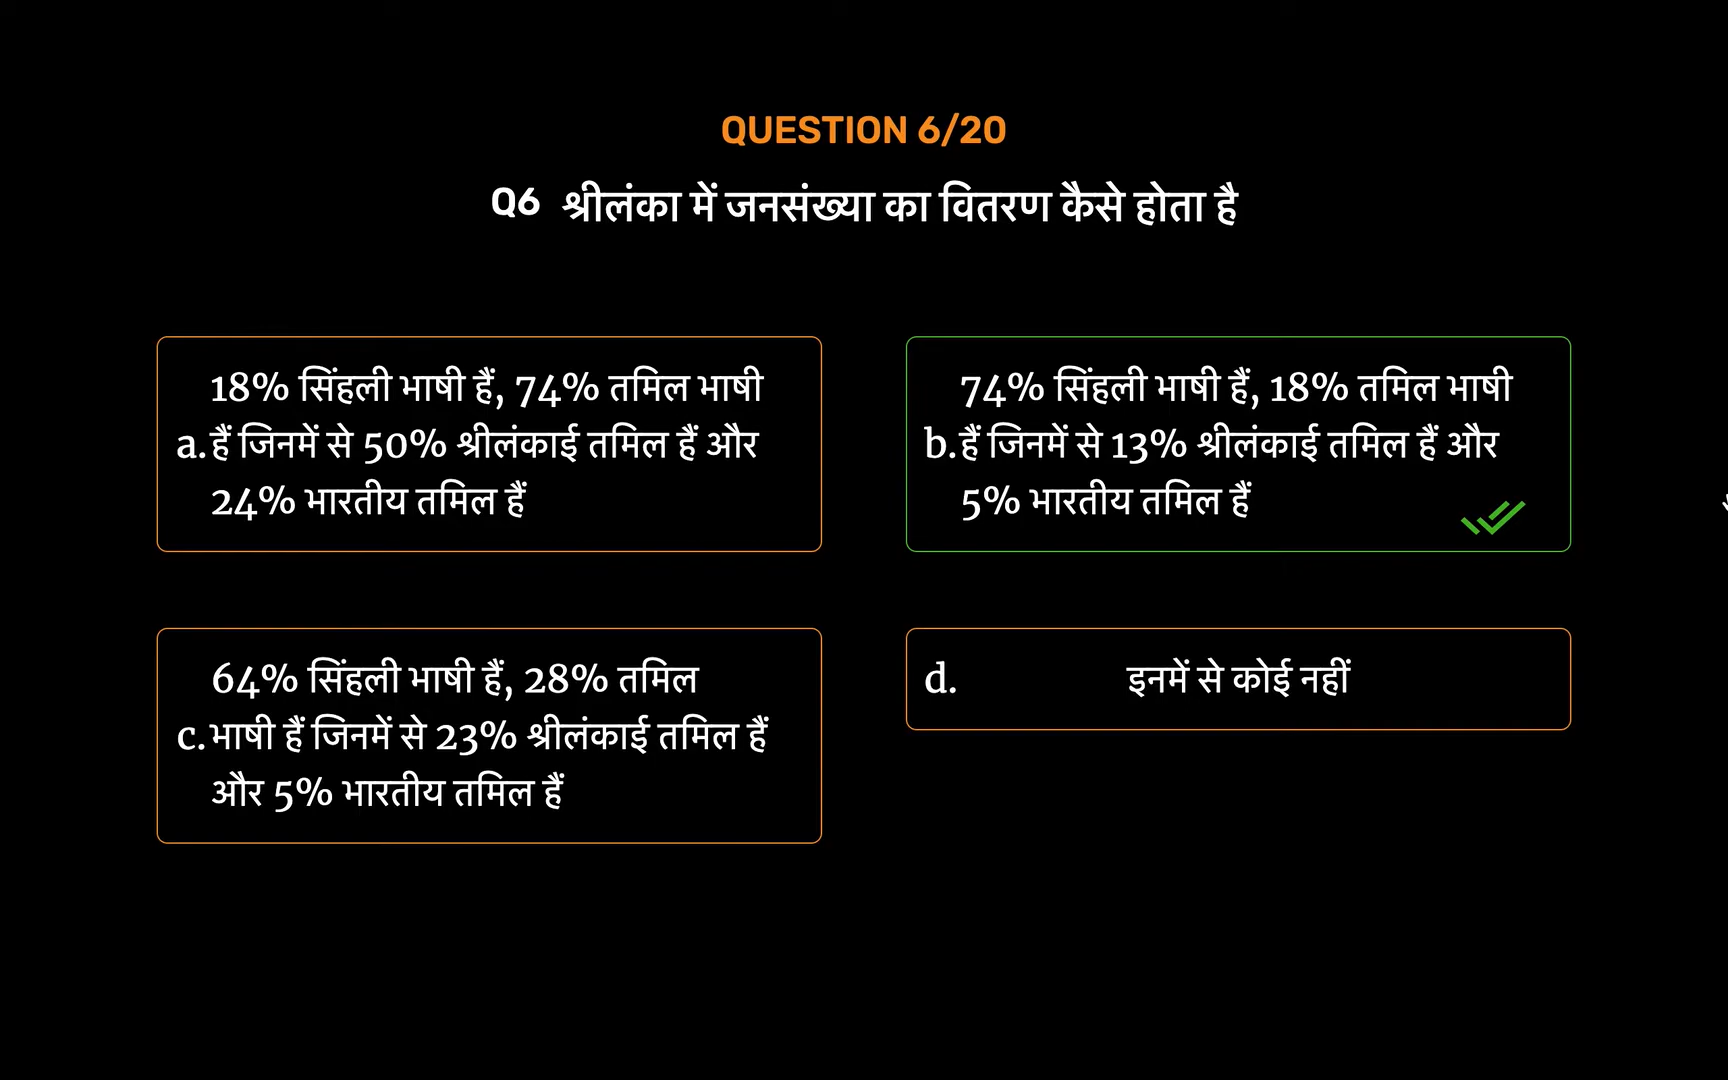 QUESTION 6/20
Q6 श्रीलंका में जनसंख्या का वितरण कैसे होता है
18% सिंहली भाषी हैं, 74% तमिल भाषी
a. हैं जिनमें से 50% श्रीलंकाई तमिल हैं और
24% भारतीय तमिल हैं
74% सिंहली भाषी हैं, 18% तमिल भाषी
b. हैं जिनमें से 13% श्रीलंकाई तमिल हैं और
5% भारतीय तमिल हैं
64% सिंहली भाषी हैं, 28% तमिल
c. भाषी हैं जिनमें से 23% श्रीलंकाई तमिल हैं
और 5% भारतीय तमिल हैं
d. इनमें से कोई नहीं